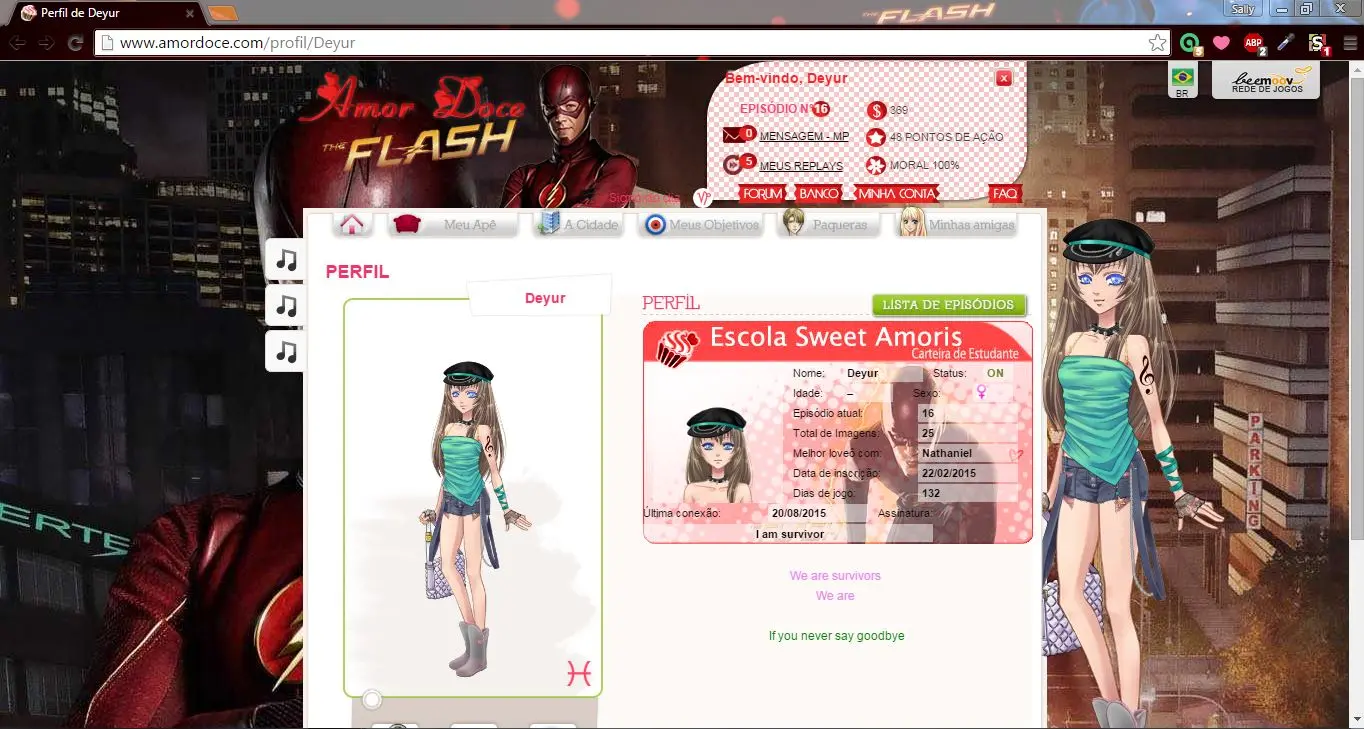 Perfil de Deyur
THE FLASH
Sally
www.amordoce.com/profil/Deyur
5
ABP
2
S
1
Amor Doce
THE FLASH
Bem-vindo, Deyur
EPISÓDIO Nº 16
$ 369
0 MENSAGEM - MP
48 PONTOS DE AÇÃO
5 MEUS REPLAYS
MORAL 100%
FORUM
BANCO
MINHA CONTA
FAQ
BR
beemoov
REDE DE JOGOS
Meu Apê
A Cidade
Meus Objetivos
Paqueras
Minhas amigas
PERFIL
Deyur
PERFIL
LISTA DE EPISÓDIOS
Escola Sweet Amoris
Carteira de Estudante
Nome: Deyur Status: ON
Idade: – Sexo: ♀
Episódio atual: 16
Total de Imagens: 25
Melhor loveô com: Nathaniel
Data de inscrição: 22/02/2015
Dias de jogo: 132
Última conexão: 20/08/2015 Assinatura:
I am survivor
We are survivors
We are
If you never say goodbye
PARKING